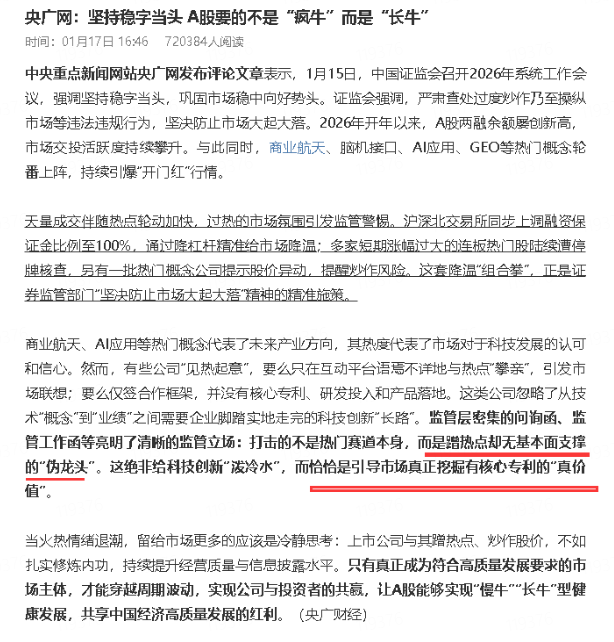 央广网：坚持稳字当头 A股要的不是“疯牛”而是“长牛”
时间：01月17日 16:46 720384人阅读
中央重点新闻网站央广网发布评论文章表示，1月15日，中国证监会召开2026年系统工作会
议，强调坚持稳字当头，巩固市场稳中向好势头。证监会强调，严肃查处过度炒作乃至操纵
市场等违法违规行为，坚决防止市场大起大落。2026年开年以来，A股两融余额屡创新高，
市场交投活跃度持续攀升。与此同时，商业航天、脑机接口、AI应用、GEO等热门概念轮
番上阵，持续引爆“开门红”行情。
天量成交伴随热点轮动加快，过热的市场氛围引发监管警惕。沪深北交易所同步上调融资保
证金比例至100%，通过降杠杆精准给市场降温；多家短期涨幅过大的连板热门股陆续遭停
牌核查，另有一批热门概念公司提示股价异动，提醒炒作风险。这套降温“组合拳”，正是证
券监管部门“坚决防止市场大起大落”精神的精准施策。
商业航天、AI应用等热门概念代表了未来产业方向，其热度代表了市场对于科技发展的认可
和信心。然而，有些公司“见热起意”，要么只在互动平台语焉不详地与热点“攀亲”，引发市
场联想；要么仅签合作框架，并没有核心专利、研发投入和产品落地。这类公司忽略了从技
术“概念”到“业绩”之间需要企业脚踏实地走完的科技创新“长路”。监管层密集的问询函、监
管工作函等亮明了清晰的监管立场：打击的不是热门赛道本身，而是蹭热点却无基本面支撑
的“伪龙头”。这绝非给科技创新“泼冷水”，而恰恰是引导市场真正挖掘有核心专利的“真价
值”。
当火热情绪退潮，留给市场更多的应该是冷静思考：上市公司与其蹭热点、炒作股价，不如
扎实修炼内功，持续提升经营质量与信息披露水平。只有真正成为符合高质量发展要求的市
场主体，才能穿越周期波动，实现公司与投资者的共赢，让A股能够实现“慢牛”“长牛”型健
康发展，共享中国经济高质量发展的红利。（央广财经）